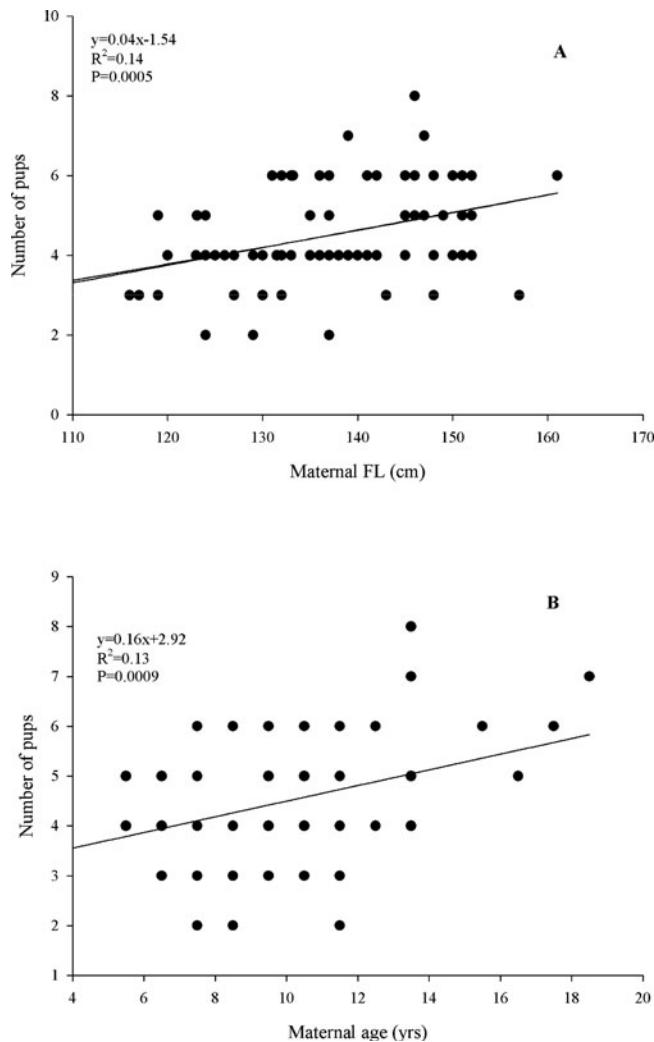 10
y=0.04x-1.54
R²=0.14
P=0.0005
A
8
6
4
2
0
Number of pups
110 120 130 140 150 160 170
Maternal FL (cm)
9
B
8
y=0.16x+2.92
R²=0.13
P=0.0009
7
6
5
4
3
2
1
Number of pups
4 6 8 10 12 14 16 18 20
Maternal age (yrs)